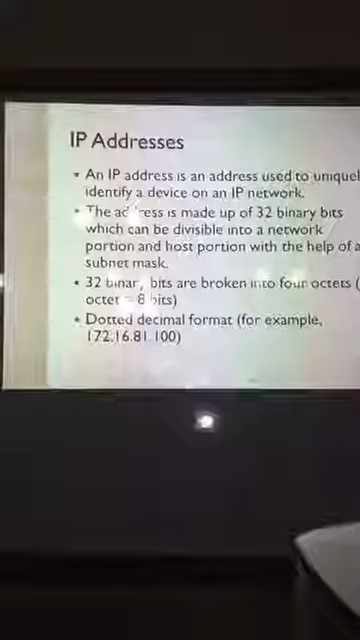 IP Addresses
• An IP address is an address used to uniquel
identify a device on an IP network.
• The address is made up of 32 binary bits
which can be divisible into a network
portion and host portion with the help of a
subnet mask.
• 32 binary bits are broken into four octets (
octet = 8 bits)
• Dotted decimal format (for example,
172.16.81.100)